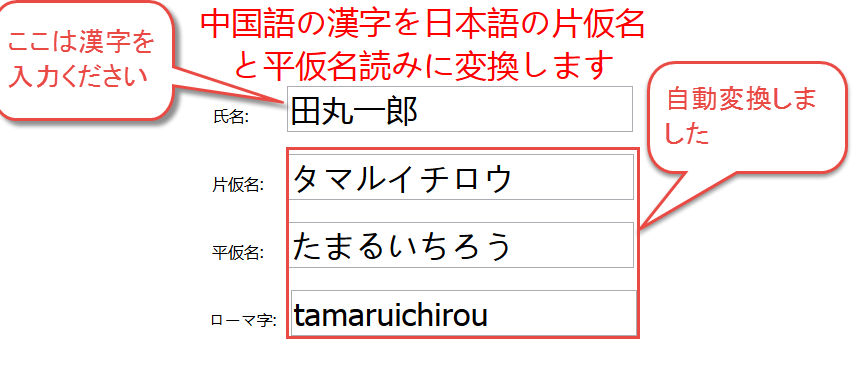 中国語の漢字を日本語の片仮名
と平仮名読みに変換します
ここは漢字を
入力ください
氏名:
田丸一郎
自動変換しま
した
片仮名:
タマルイチロウ
平仮名:
たまるいちろう
ローマ字:
tamaruichirou